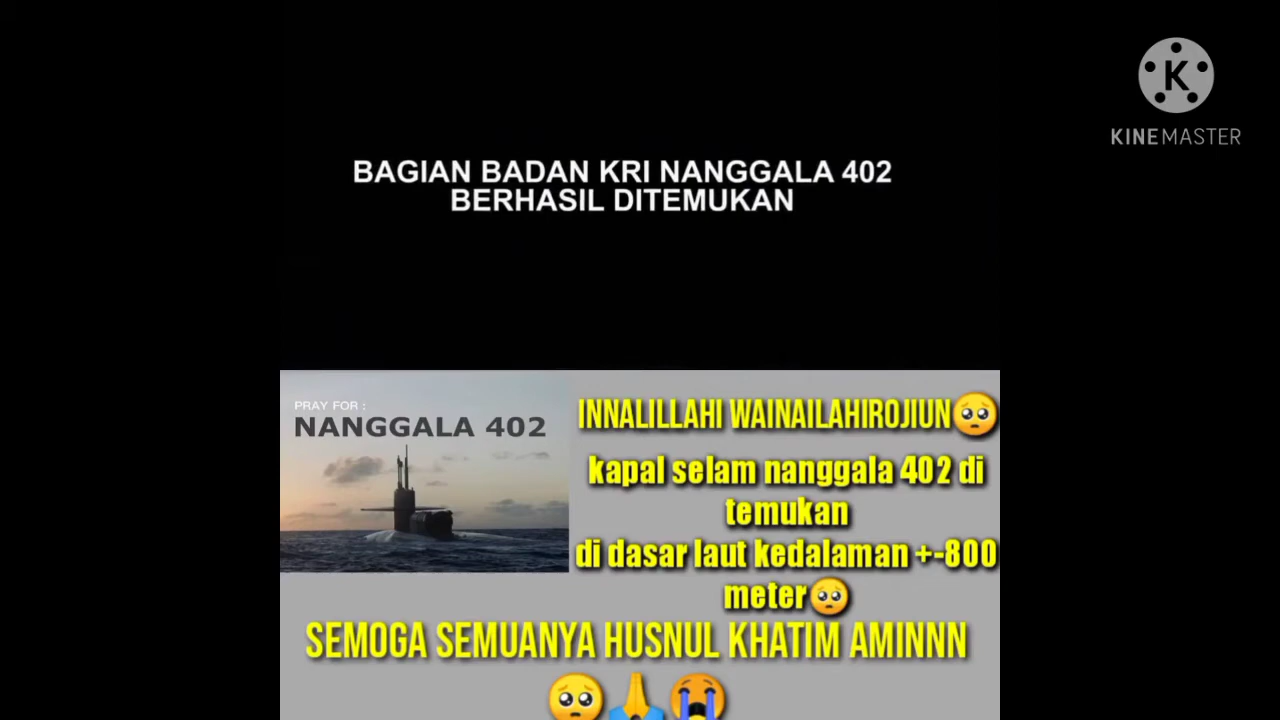 KINEMASTER
BAGIAN BADAN KRI NANGGALA 402
BERHASIL DITEMUKAN
PRAY FOR :
NANGGALA 402
INNALILLAHI WAINAILAHIROJIUN🥺
kapal selam nanggala 402 di
temukan
di dasar laut kedalaman +-800
meter🥺
SEMOGA SEMUANYA HUSNUL KHATIM AMINNN
🥺🙏😭